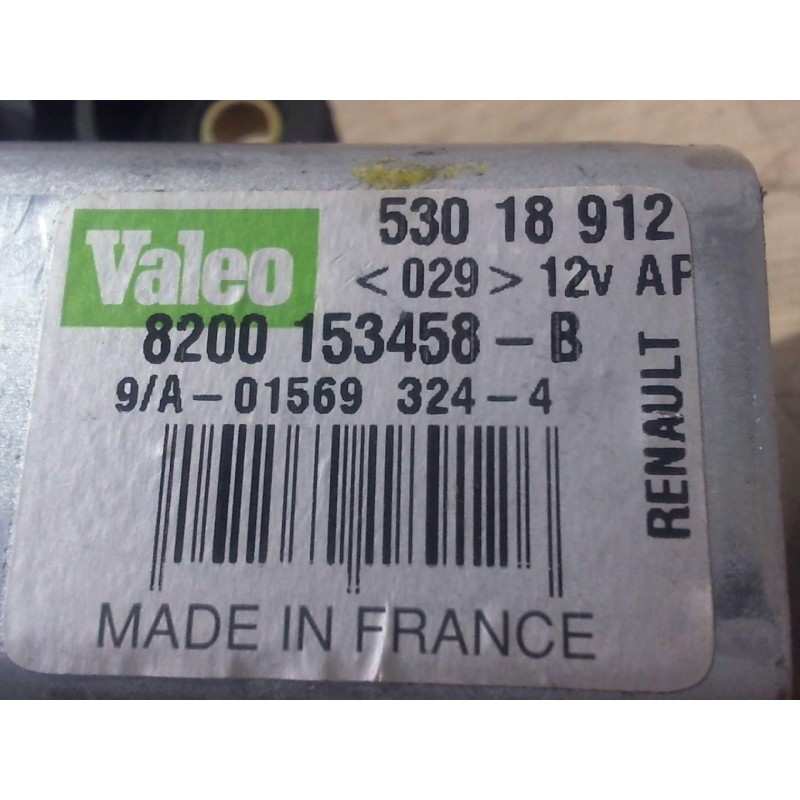 Valeo
530 18 912
<029> 12v AP
8200 153458-B
9/A-01569 324-4
RENAULT
MADE IN FRANCE